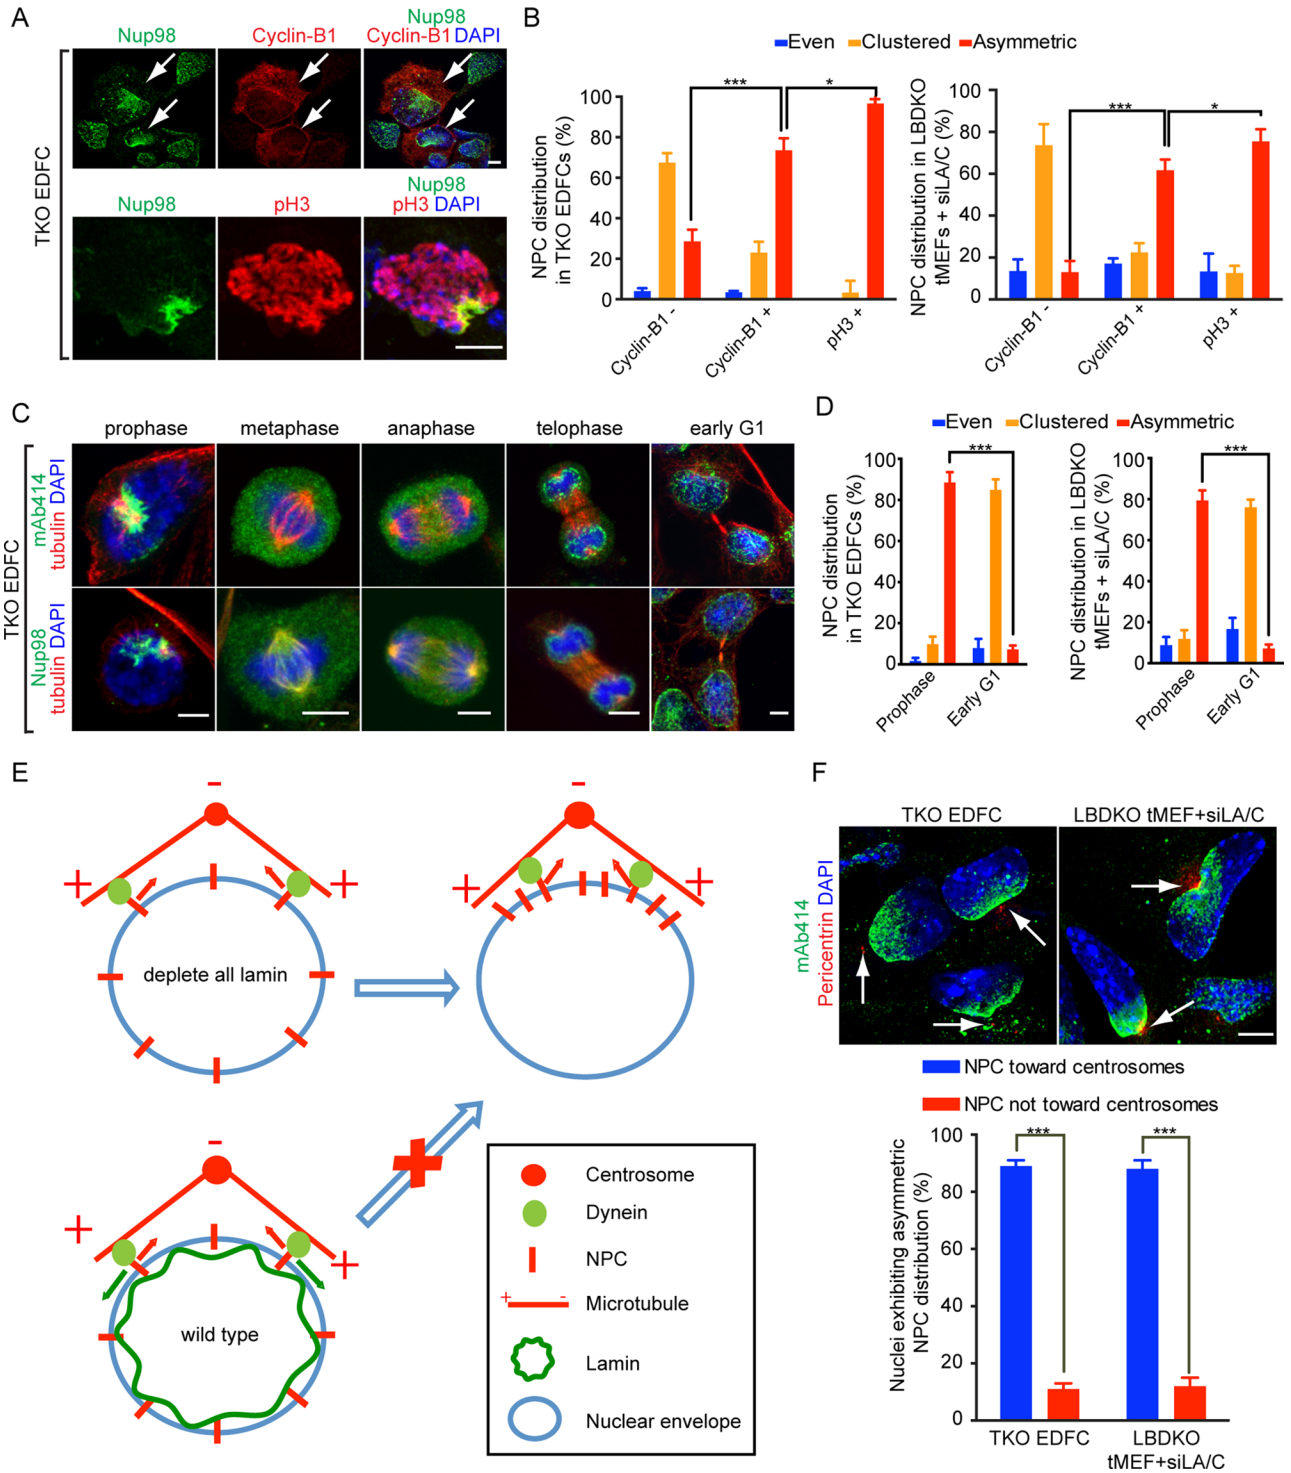 A
Nup98
Cyclin-B1
Nup98
Cyclin-B1 DAPI
TKO EDFC
Nup98
pH3
Nup98
pH3 DAPI
B
Even
Clustered
Asymmetric
NPC distribution
in TKO EDFCs (%)
100
80
60
40
20
0
***
*
Cyclin-B1 -
Cyclin-B1 +
pH3 +
NPC distribution in LBDKO
tMEFs + siLA/C (%)
100
80
60
40
20
0
***
*
Cyclin-B1 -
Cyclin-B1 +
pH3 +
C
prophase
metaphase
anaphase
telophase
early G1
TKO EDFC
mAb414
tubulin DAPI
Nup98
tubulin DAPI
D
Even
Clustered
Asymmetric
NPC distribution
in TKO EDFCs (%)
100
80
60
40
20
0
***
Prophase
Early G1
NPC distribution in LBDKO
tMEFs + siLA/C (%)
100
80
60
40
20
0
***
Prophase
Early G1
E
-
+
+
deplete all lamin
-
+
+
-
+
+
wild type
Centrosome
Dynein
NPC
+ -
Microtubule
Lamin
Nuclear envelope
F
TKO EDFC
LBDKO tMEF+siLA/C
mAb414
Pericentrin DAPI
NPC toward centrosomes
NPC not toward centrosomes
Nuclei exhibiting asymmetric
NPC distribution (%)
100
80
60
40
20
0
***
***
TKO EDFC
LBDKO
tMEF+siLA/C